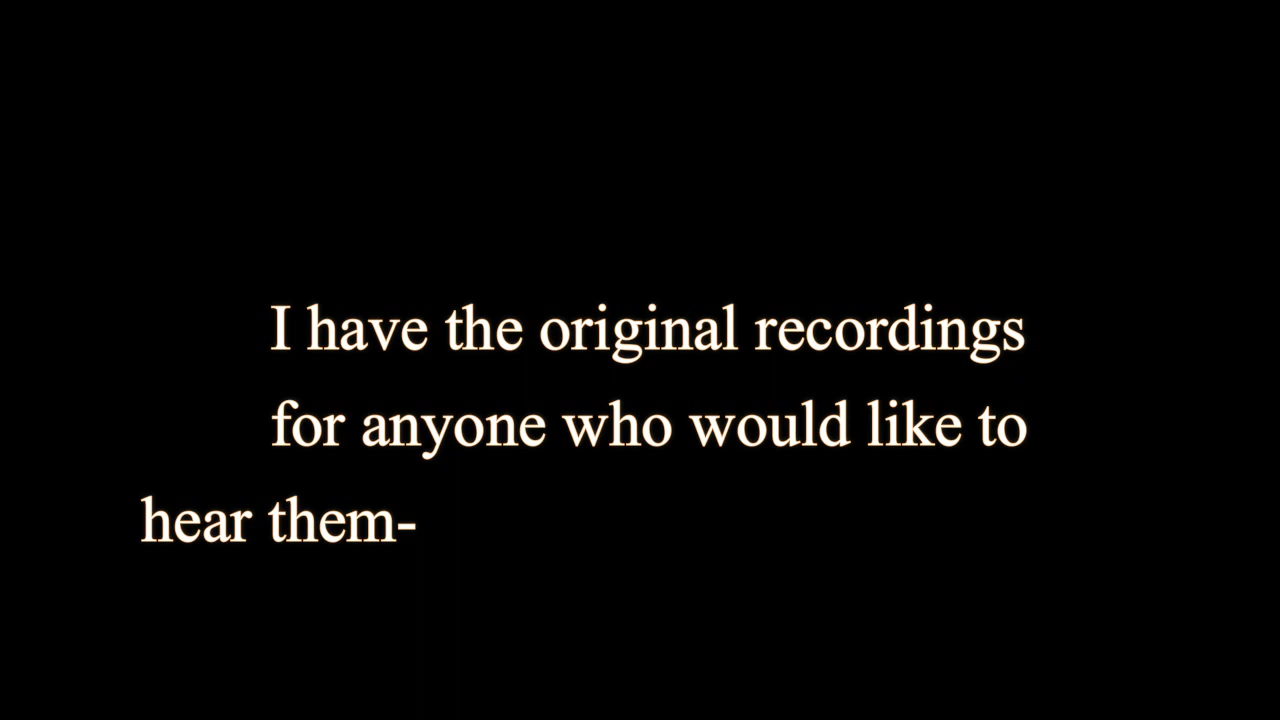 I have the original recordings
for anyone who would like to
hear them-